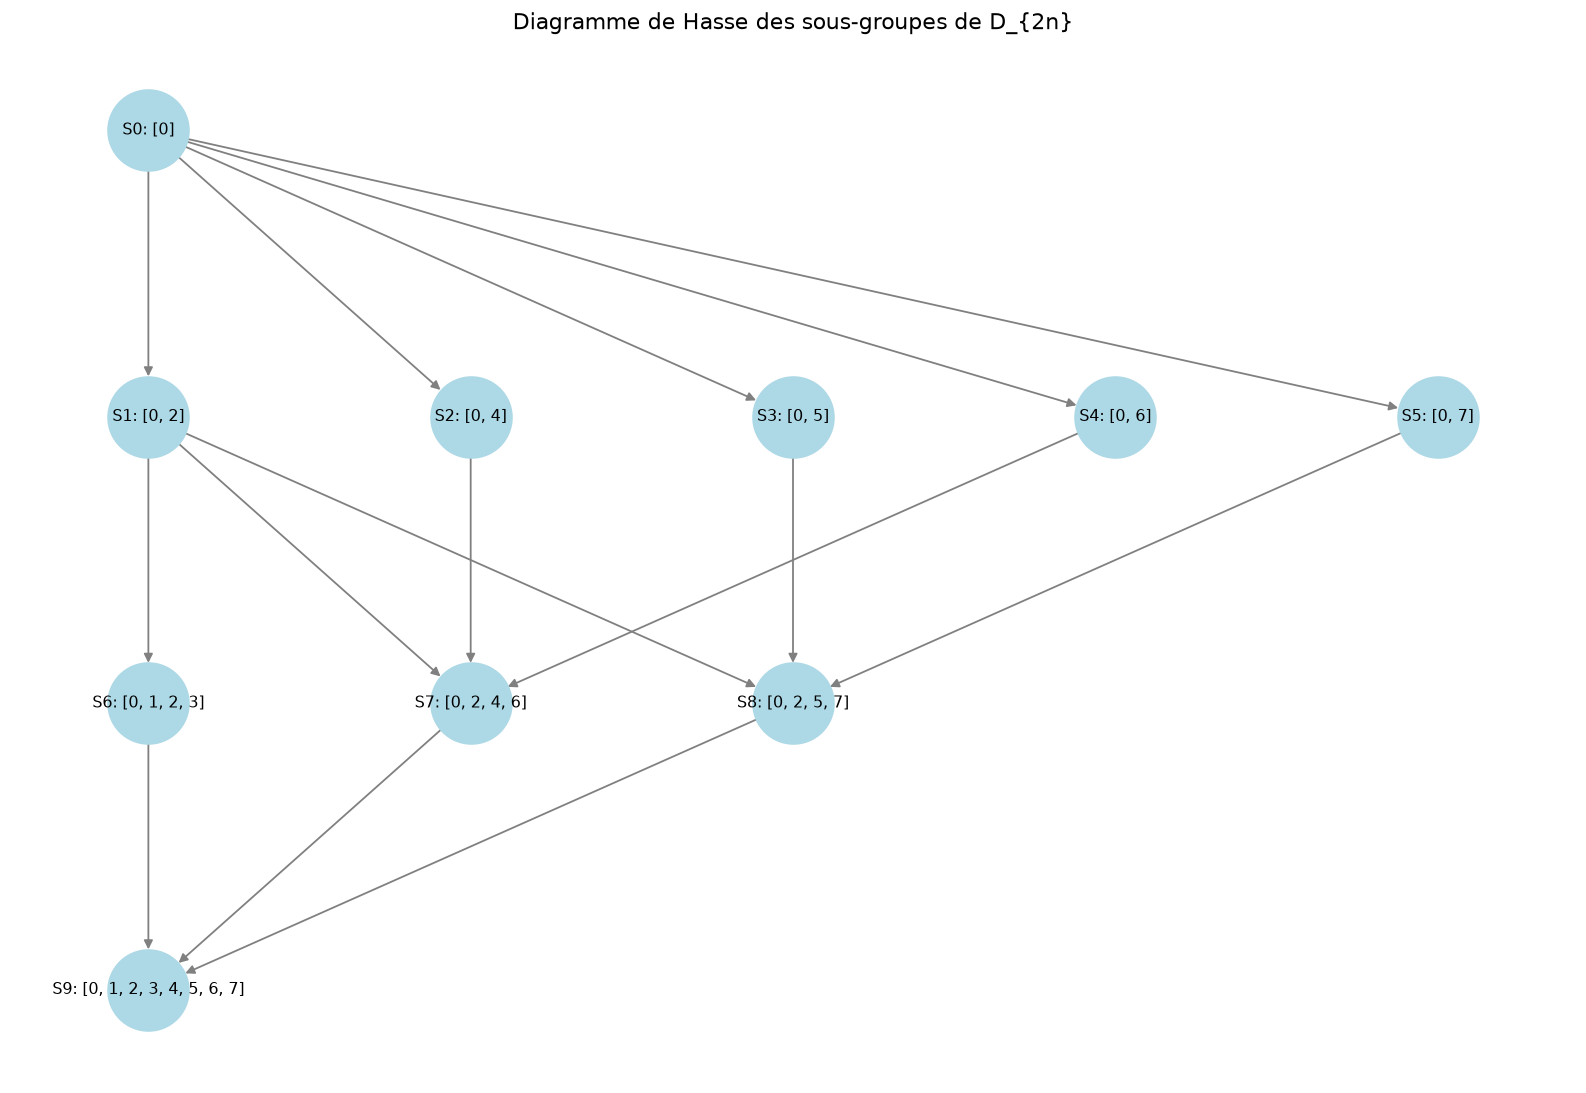 Diagramme de Hasse des sous-groupes de D_{2n}
S0: [0]
S1: [0, 2]
S2: [0, 4]
S3: [0, 5]
S4: [0, 6]
S5: [0, 7]
S6: [0, 1, 2, 3]
S7: [0, 2, 4, 6]
S8: [0, 2, 5, 7]
S9: [0, 1, 2, 3, 4, 5, 6, 7]